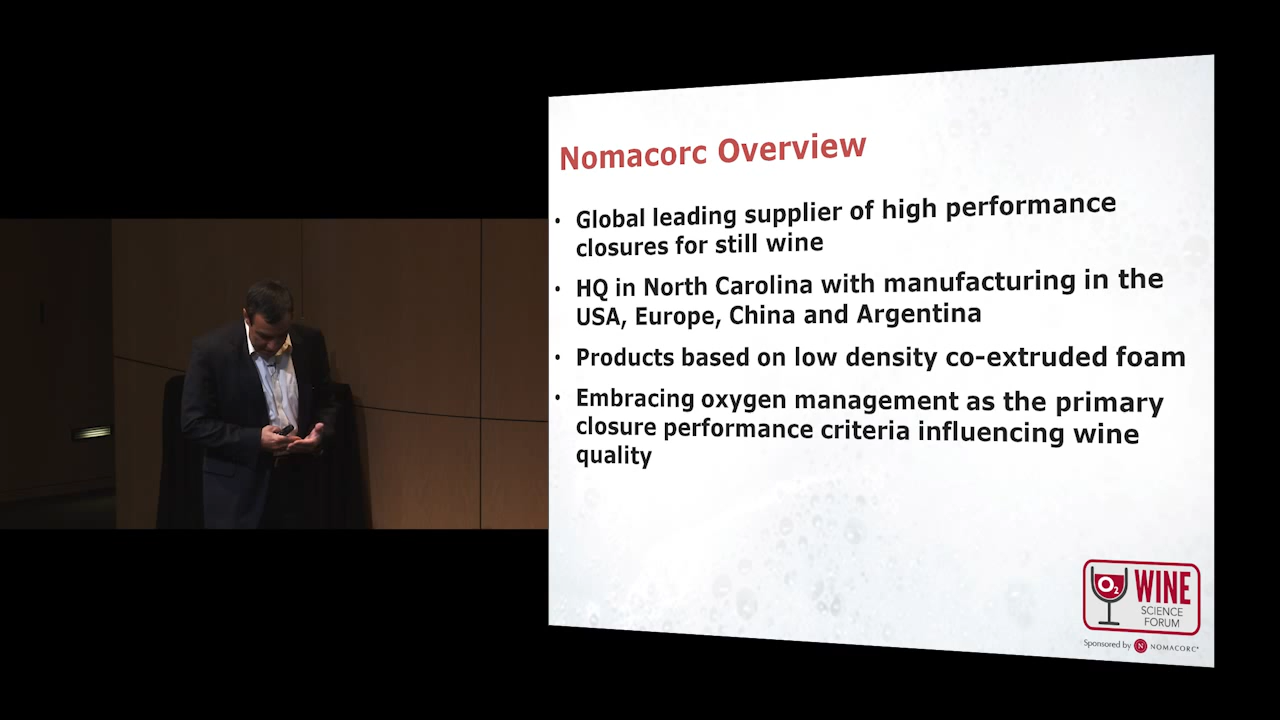 Nomacorc Overview
• Global leading supplier of high performance
closures for still wine
• HQ in North Carolina with manufacturing in the
USA, Europe, China and Argentina
• Products based on low density co-extruded foam
• Embracing oxygen management as the primary
closure performance criteria influencing wine
quality
O2 WINE
SCIENCE
FORUM
Sponsored by N NOMACORC